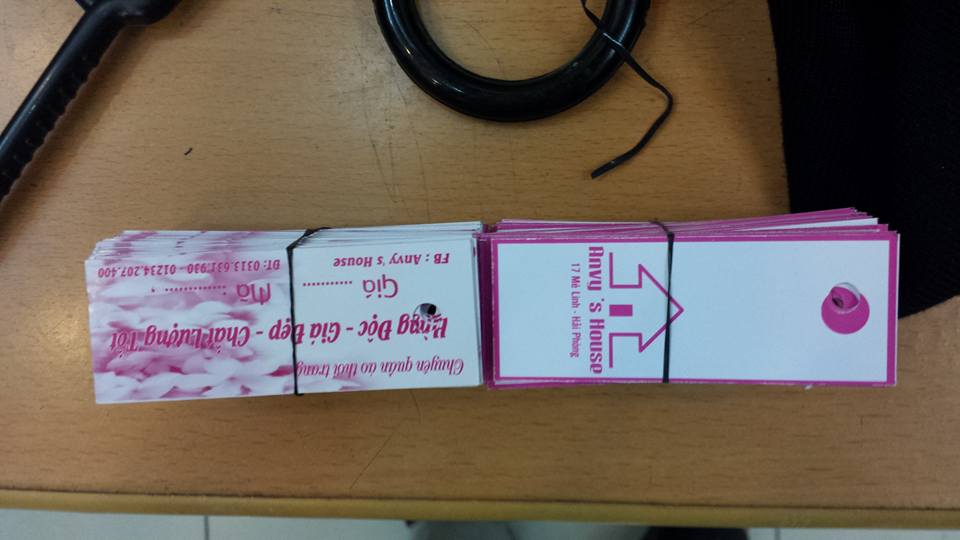 Chuyên quần áo thời trang
Hàng Độc - Giá Đẹp - Chất Lượng Tốt
Giá ............ Mã ............
FB : Anvy 's House ĐT: 0313.631.930 - 01234.207.400
Anvy 's House
17 Mê Linh - Hải Phòng